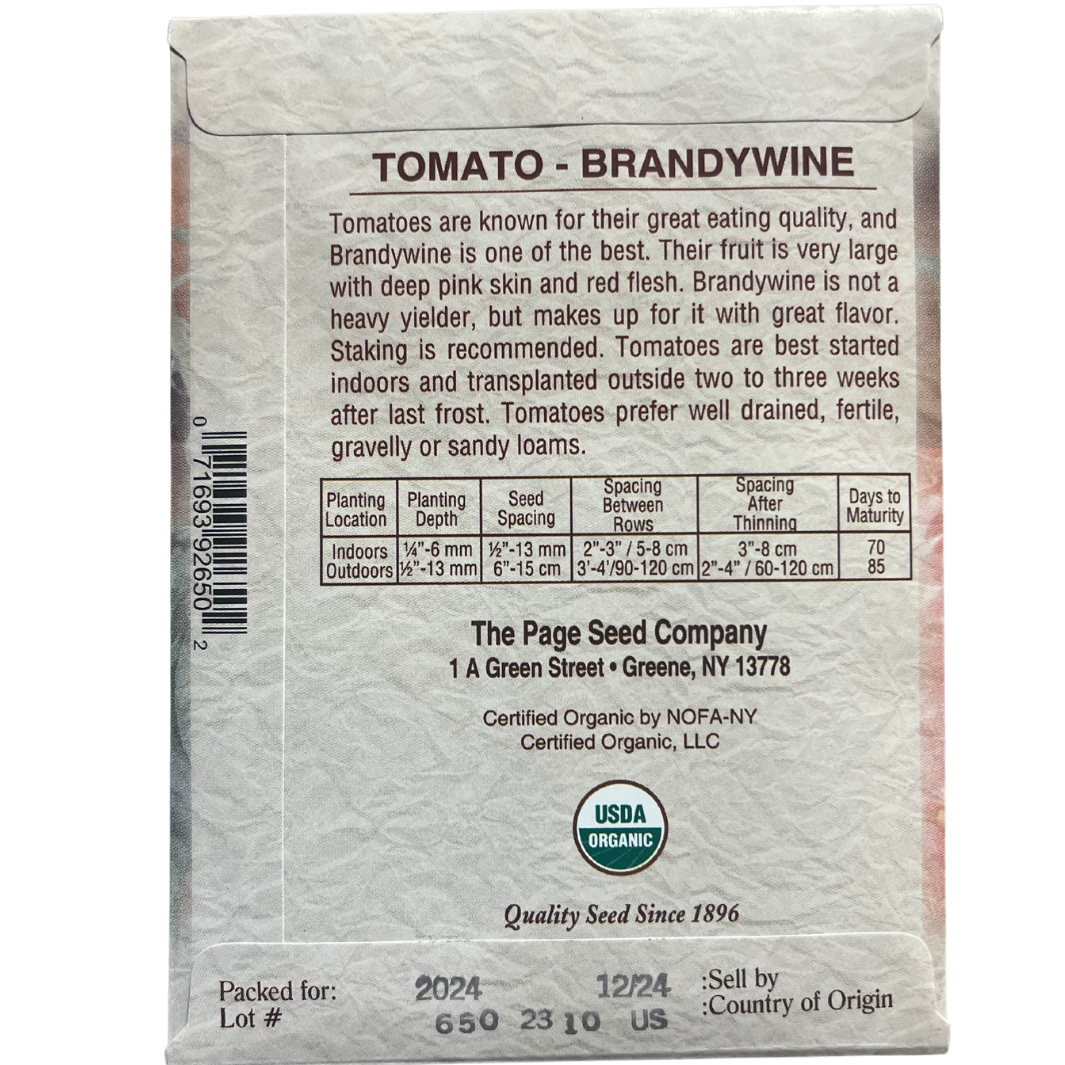 TOMATO - BRANDYWINE
Tomatoes are known for their great eating quality, and
Brandywine is one of the best. Their fruit is very large
with deep pink skin and red flesh. Brandywine is not a
heavy yielder, but makes up for it with great flavor.
Staking is recommended. Tomatoes are best started
indoors and transplanted outside two to three weeks
after last frost. Tomatoes prefer well drained, fertile,
gravelly or sandy loams.
Planting Location Planting Depth Seed Spacing Spacing Between Rows Spacing After Thinning Days to Maturity
Indoors ¼”-6 mm ½”-13 mm 2”-3” / 5-8 cm 3”-8 cm 70
Outdoors ½”-13 mm 6”-15 cm 3'-4'/90-120 cm 2”-4” / 60-120 cm 85
0 71693 92650 2
The Page Seed Company
1 A Green Street • Greene, NY 13778
Certified Organic by NOFA-NY
Certified Organic, LLC
USDA
ORGANIC
Quality Seed Since 1896
Packed for: 2024 12/24 :Sell by
Lot # 650 23 10 US :Country of Origin